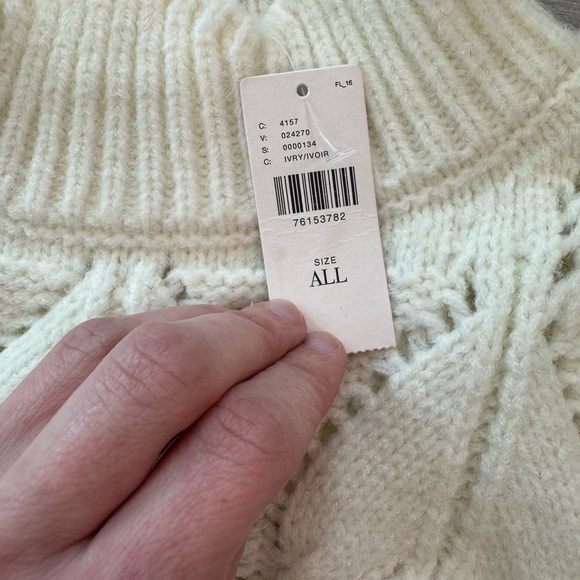 FL_16
C: 4157
V: 024270
S: 0000134
C: IVRY/IVOIR
76153782
SIZE
ALL